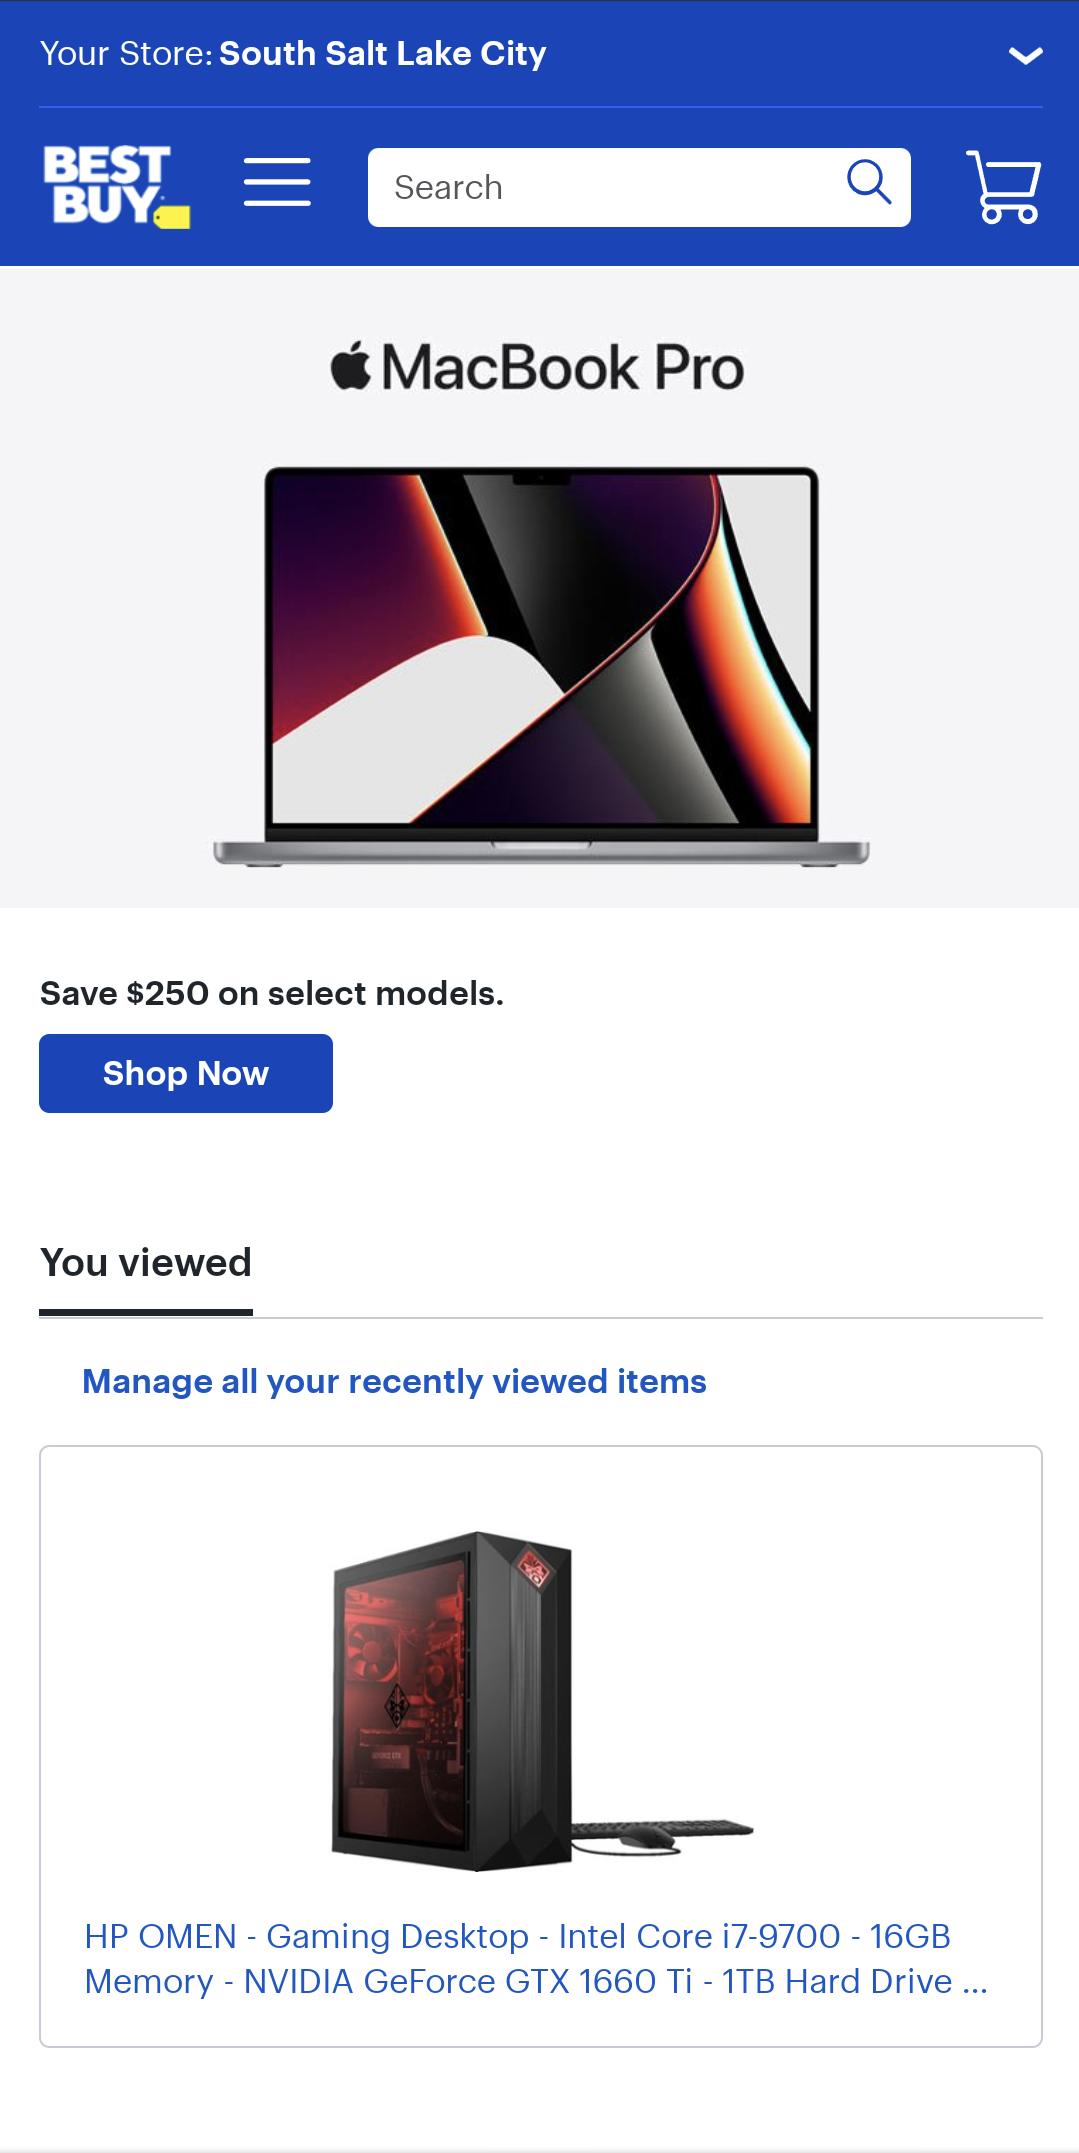 Your Store: South Salt Lake City
BEST
BUY
Search
MacBook Pro
Save $250 on select models.
Shop Now
You viewed
Manage all your recently viewed items
GEFORCE GTX
HP OMEN - Gaming Desktop - Intel Core i7-9700 - 16GB
Memory - NVIDIA GeForce GTX 1660 Ti - 1TB Hard Drive ...